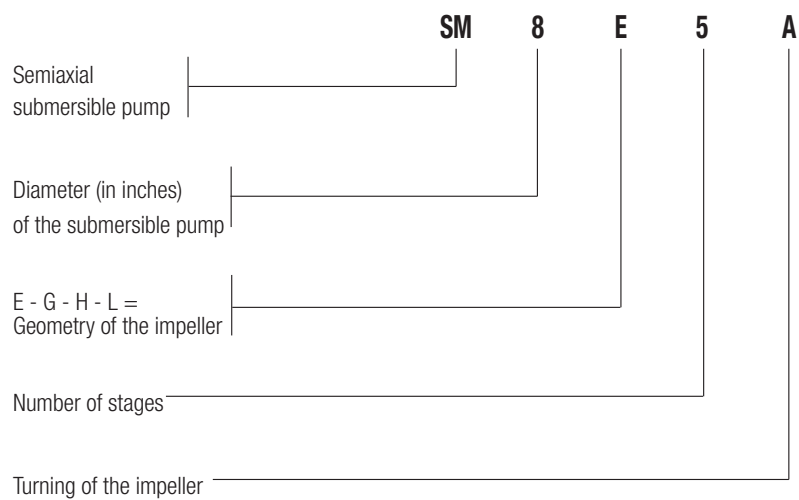 SM 8 E 5 A
Semiaxial
submersible pump
Diameter (in inches)
of the submersible pump
E - G - H - L =
Geometry of the impeller
Number of stages
Turning of the impeller